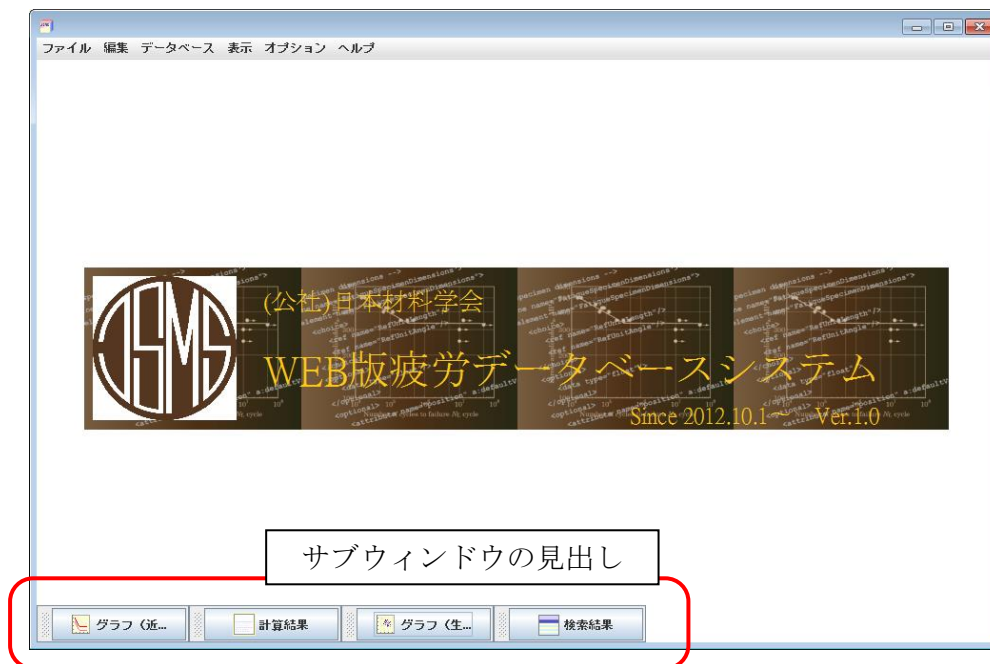 ファイル 編集 データベース 表示 オプション ヘルプ
JSMS
(公社)日本材料学会
WEB版疲労データベースシステム
Since 2012.10.1～ Ver.1.0
サブウィンドウの見出し
グラフ（近... 計算結果 グラフ（生... 検索結果